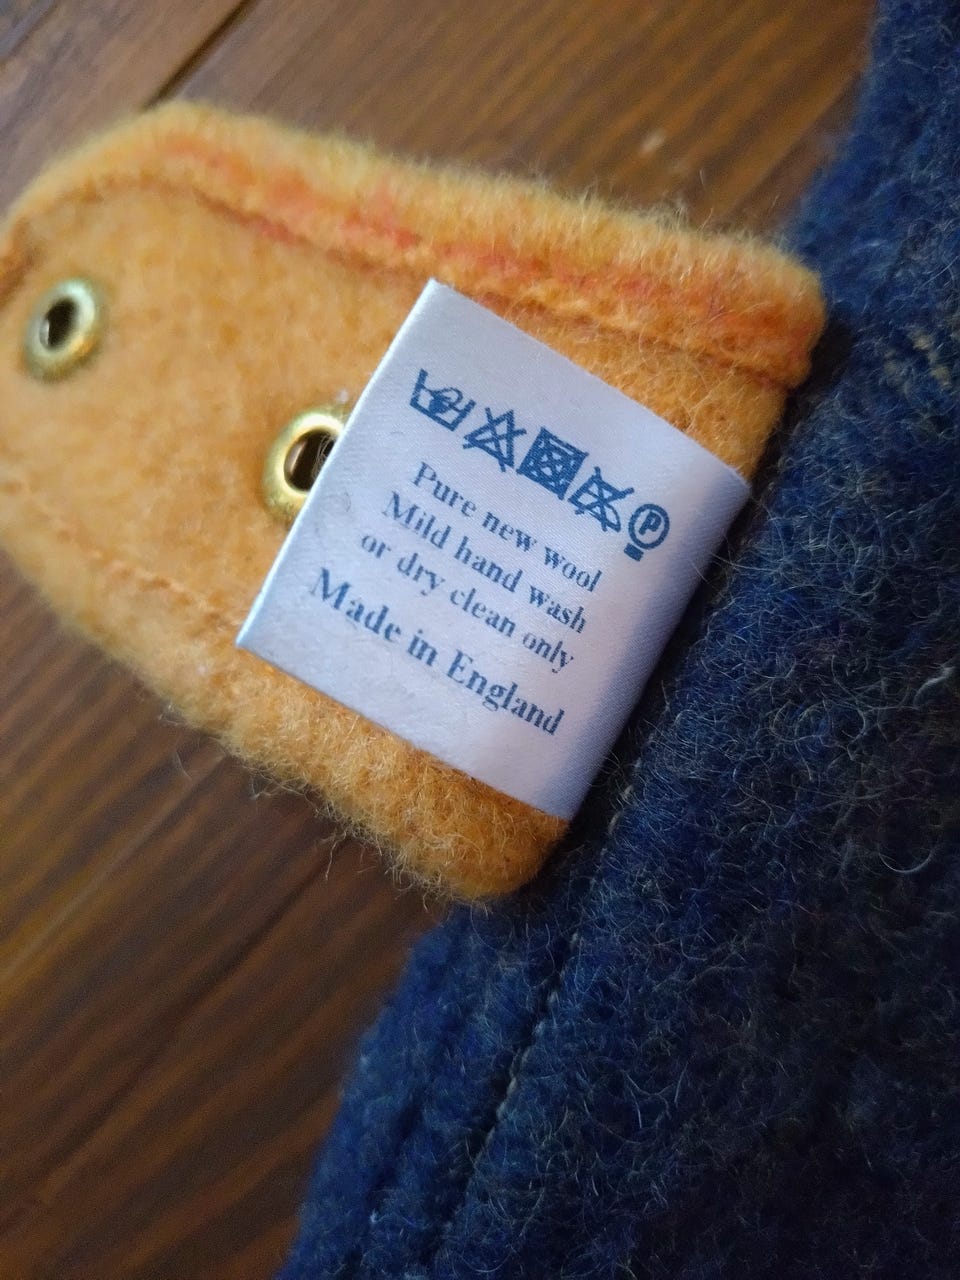 P
Pure new wool
Mild hand wash
or dry clean only
Made in England